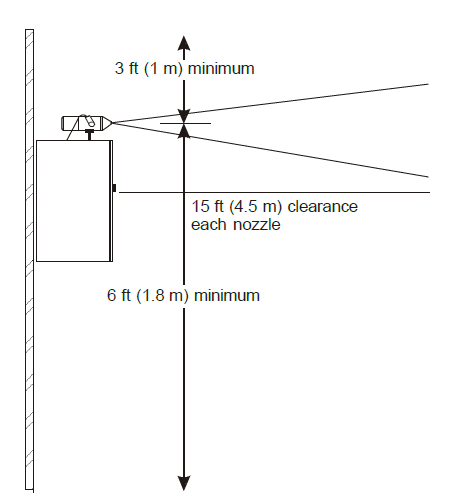 3 ft (1 m) minimum
15 ft (4.5 m) clearance
each nozzle
6 ft (1.8 m) minimum